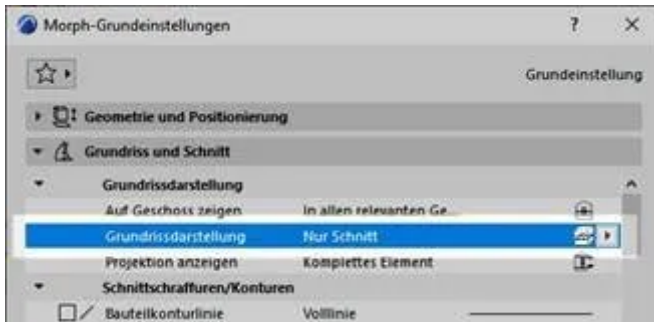 Morph-Grundeinstellungen ? ×
Grundeinstellung
Geometrie und Positionierung
Grundriss und Schnitt
Grundrissdarstellung
Auf Geschoss zeigen In allen relevanten Ge...
Grundrissdarstellung Nur Schnitt
Projektion anzeigen Komplettes Element
Schnittschraffuren/Konturen
Bauteilkonturlinie Volllinie